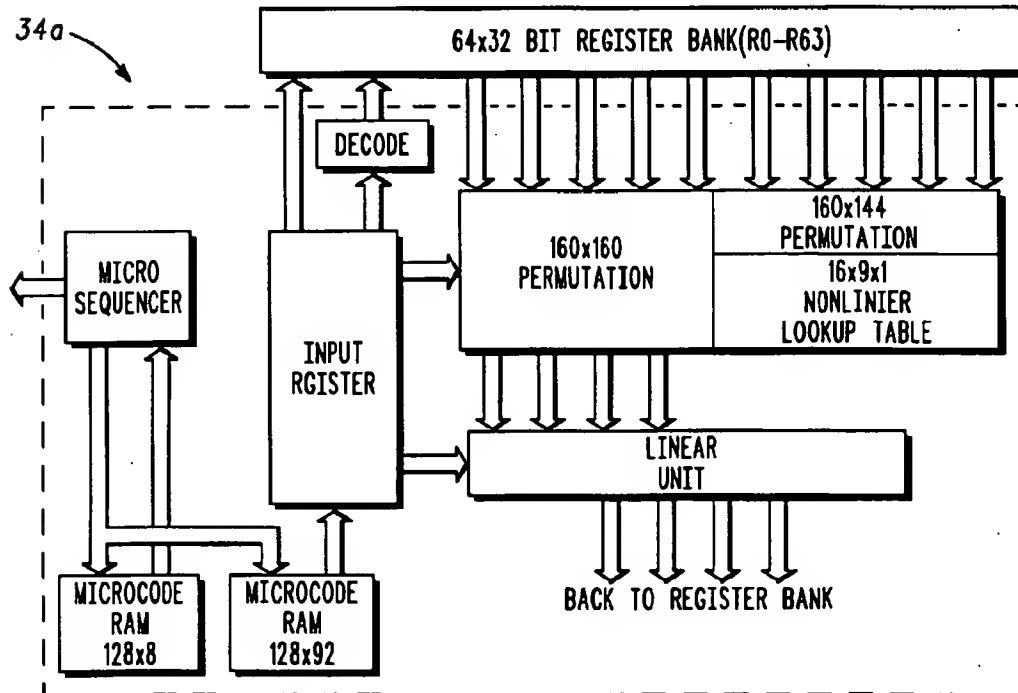 34a
64x32 BIT REGISTER BANK(R0-R63)
DECODE
160x160
PERMUTATION
160x144
PERMUTATION
16x9x1
NONLINIER
LOOKUP TABLE
MICRO
SEQUENCER
INPUT
RGISTER
LINEAR
UNIT
MICROCODE
RAM
128x8
MICROCODE
RAM
128x92
BACK TO REGISTER BANK